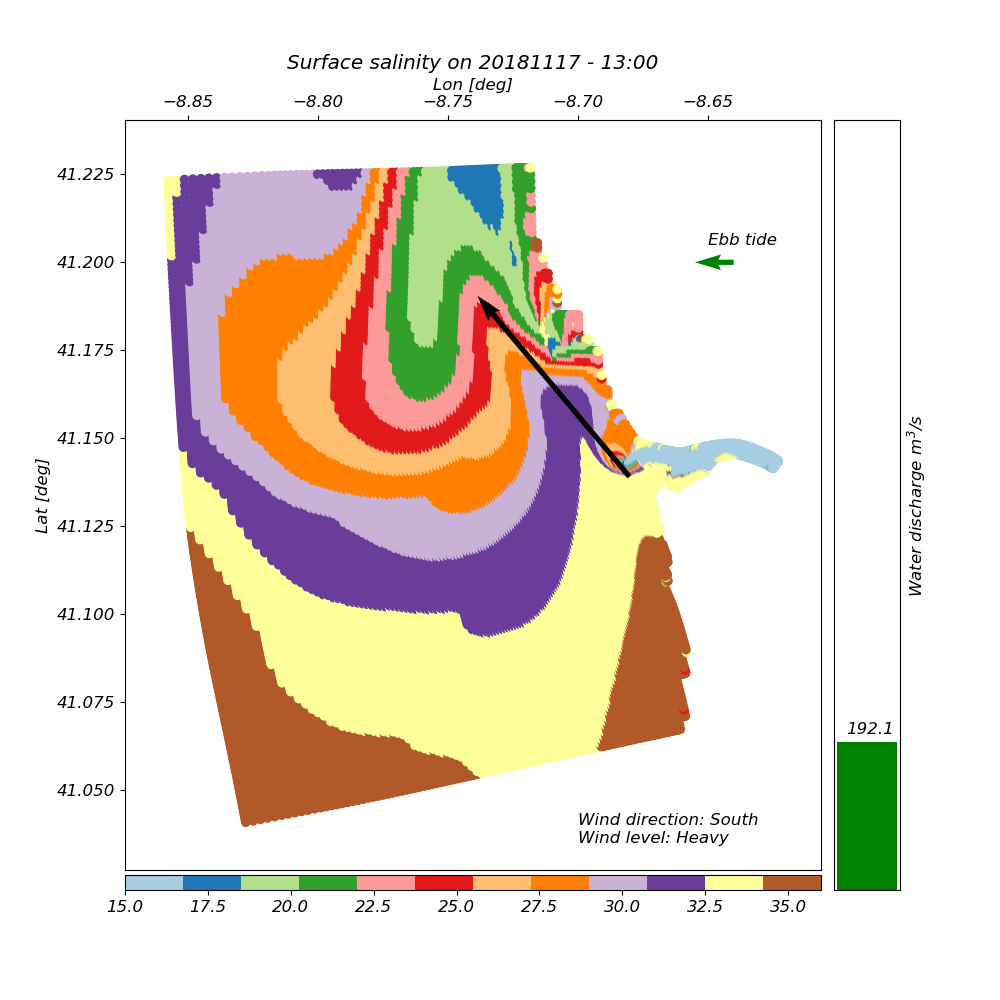 Surface salinity on 20181117 - 13:00
Lon [deg]
−8.85 −8.80 −8.75 −8.70 −8.65
41.225
41.200
41.175
41.150
41.125
41.100
41.075
41.050
Lat [deg]
Ebb tide
Wind direction: South
Wind level: Heavy
192.1
Water discharge m³/s
15.0 17.5 20.0 22.5 25.0 27.5 30.0 32.5 35.0